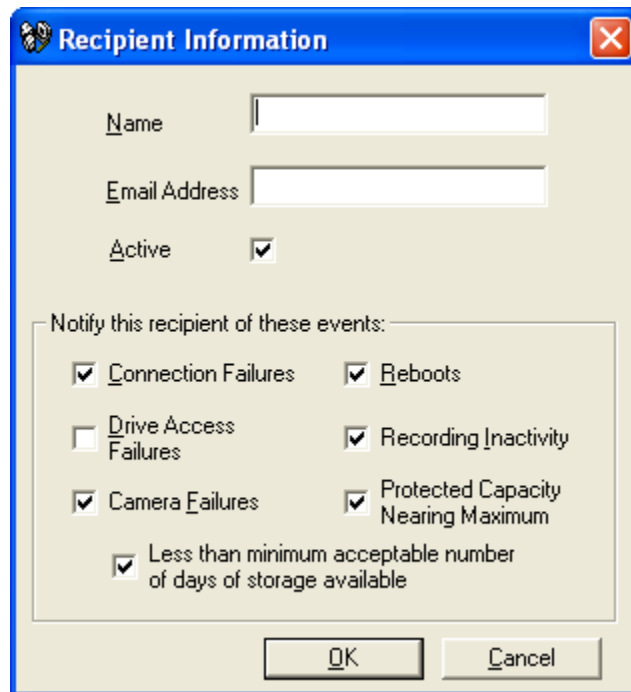 Recipient Information
Name
Email Address
Active
Notify this recipient of these events:
Connection Failures
Reboots
Drive Access
Failures
Recording Inactivity
Camera Failures
Protected Capacity
Nearing Maximum
Less than minimum acceptable number
of days of storage available
OK
Cancel